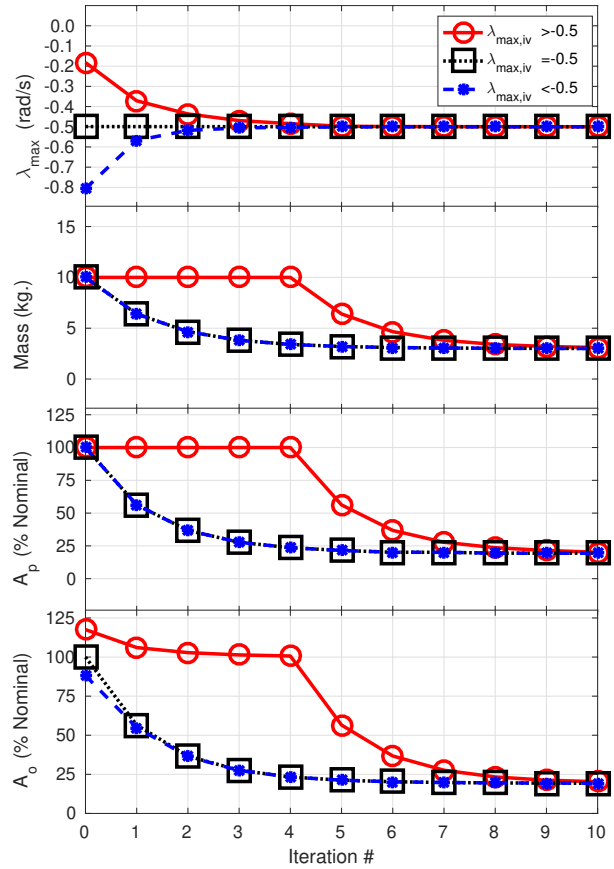 λmax,iv >-0.5
λmax,iv =-0.5
λmax,iv <-0.5
λmax (rad/s)
0.0
-0.1
-0.2
-0.3
-0.4
-0.5
-0.6
-0.7
-0.8
Mass (kg.)
15
10
5
0
Ap (% Nominal)
125
100
75
50
25
0
Ao (% Nominal)
125
100
75
50
25
0
0 1 2 3 4 5 6 7 8 9 10
Iteration #